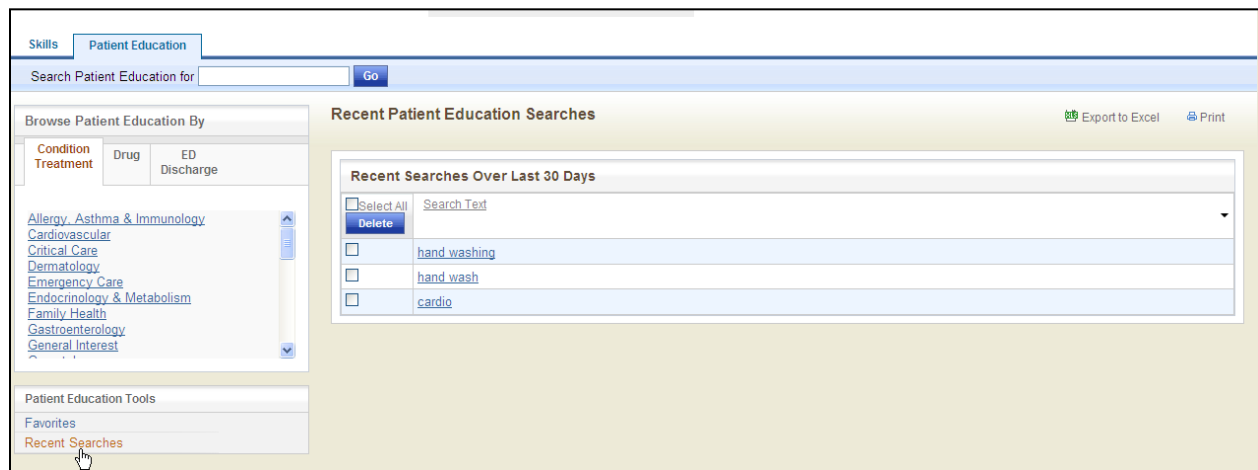 Skills
Patient Education
Search Patient Education for
Go
Browse Patient Education By
Condition
Treatment
Drug
ED
Discharge
Allergy, Asthma & Immunology
Cardiovascular
Critical Care
Dermatology
Emergency Care
Endocrinology & Metabolism
Family Health
Gastroenterology
General Interest
Patient Education Tools
Favorites
Recent Searches
Recent Patient Education Searches
Export to Excel
Print
Recent Searches Over Last 30 Days
Select All
Delete
Search Text
hand washing
hand wash
cardio